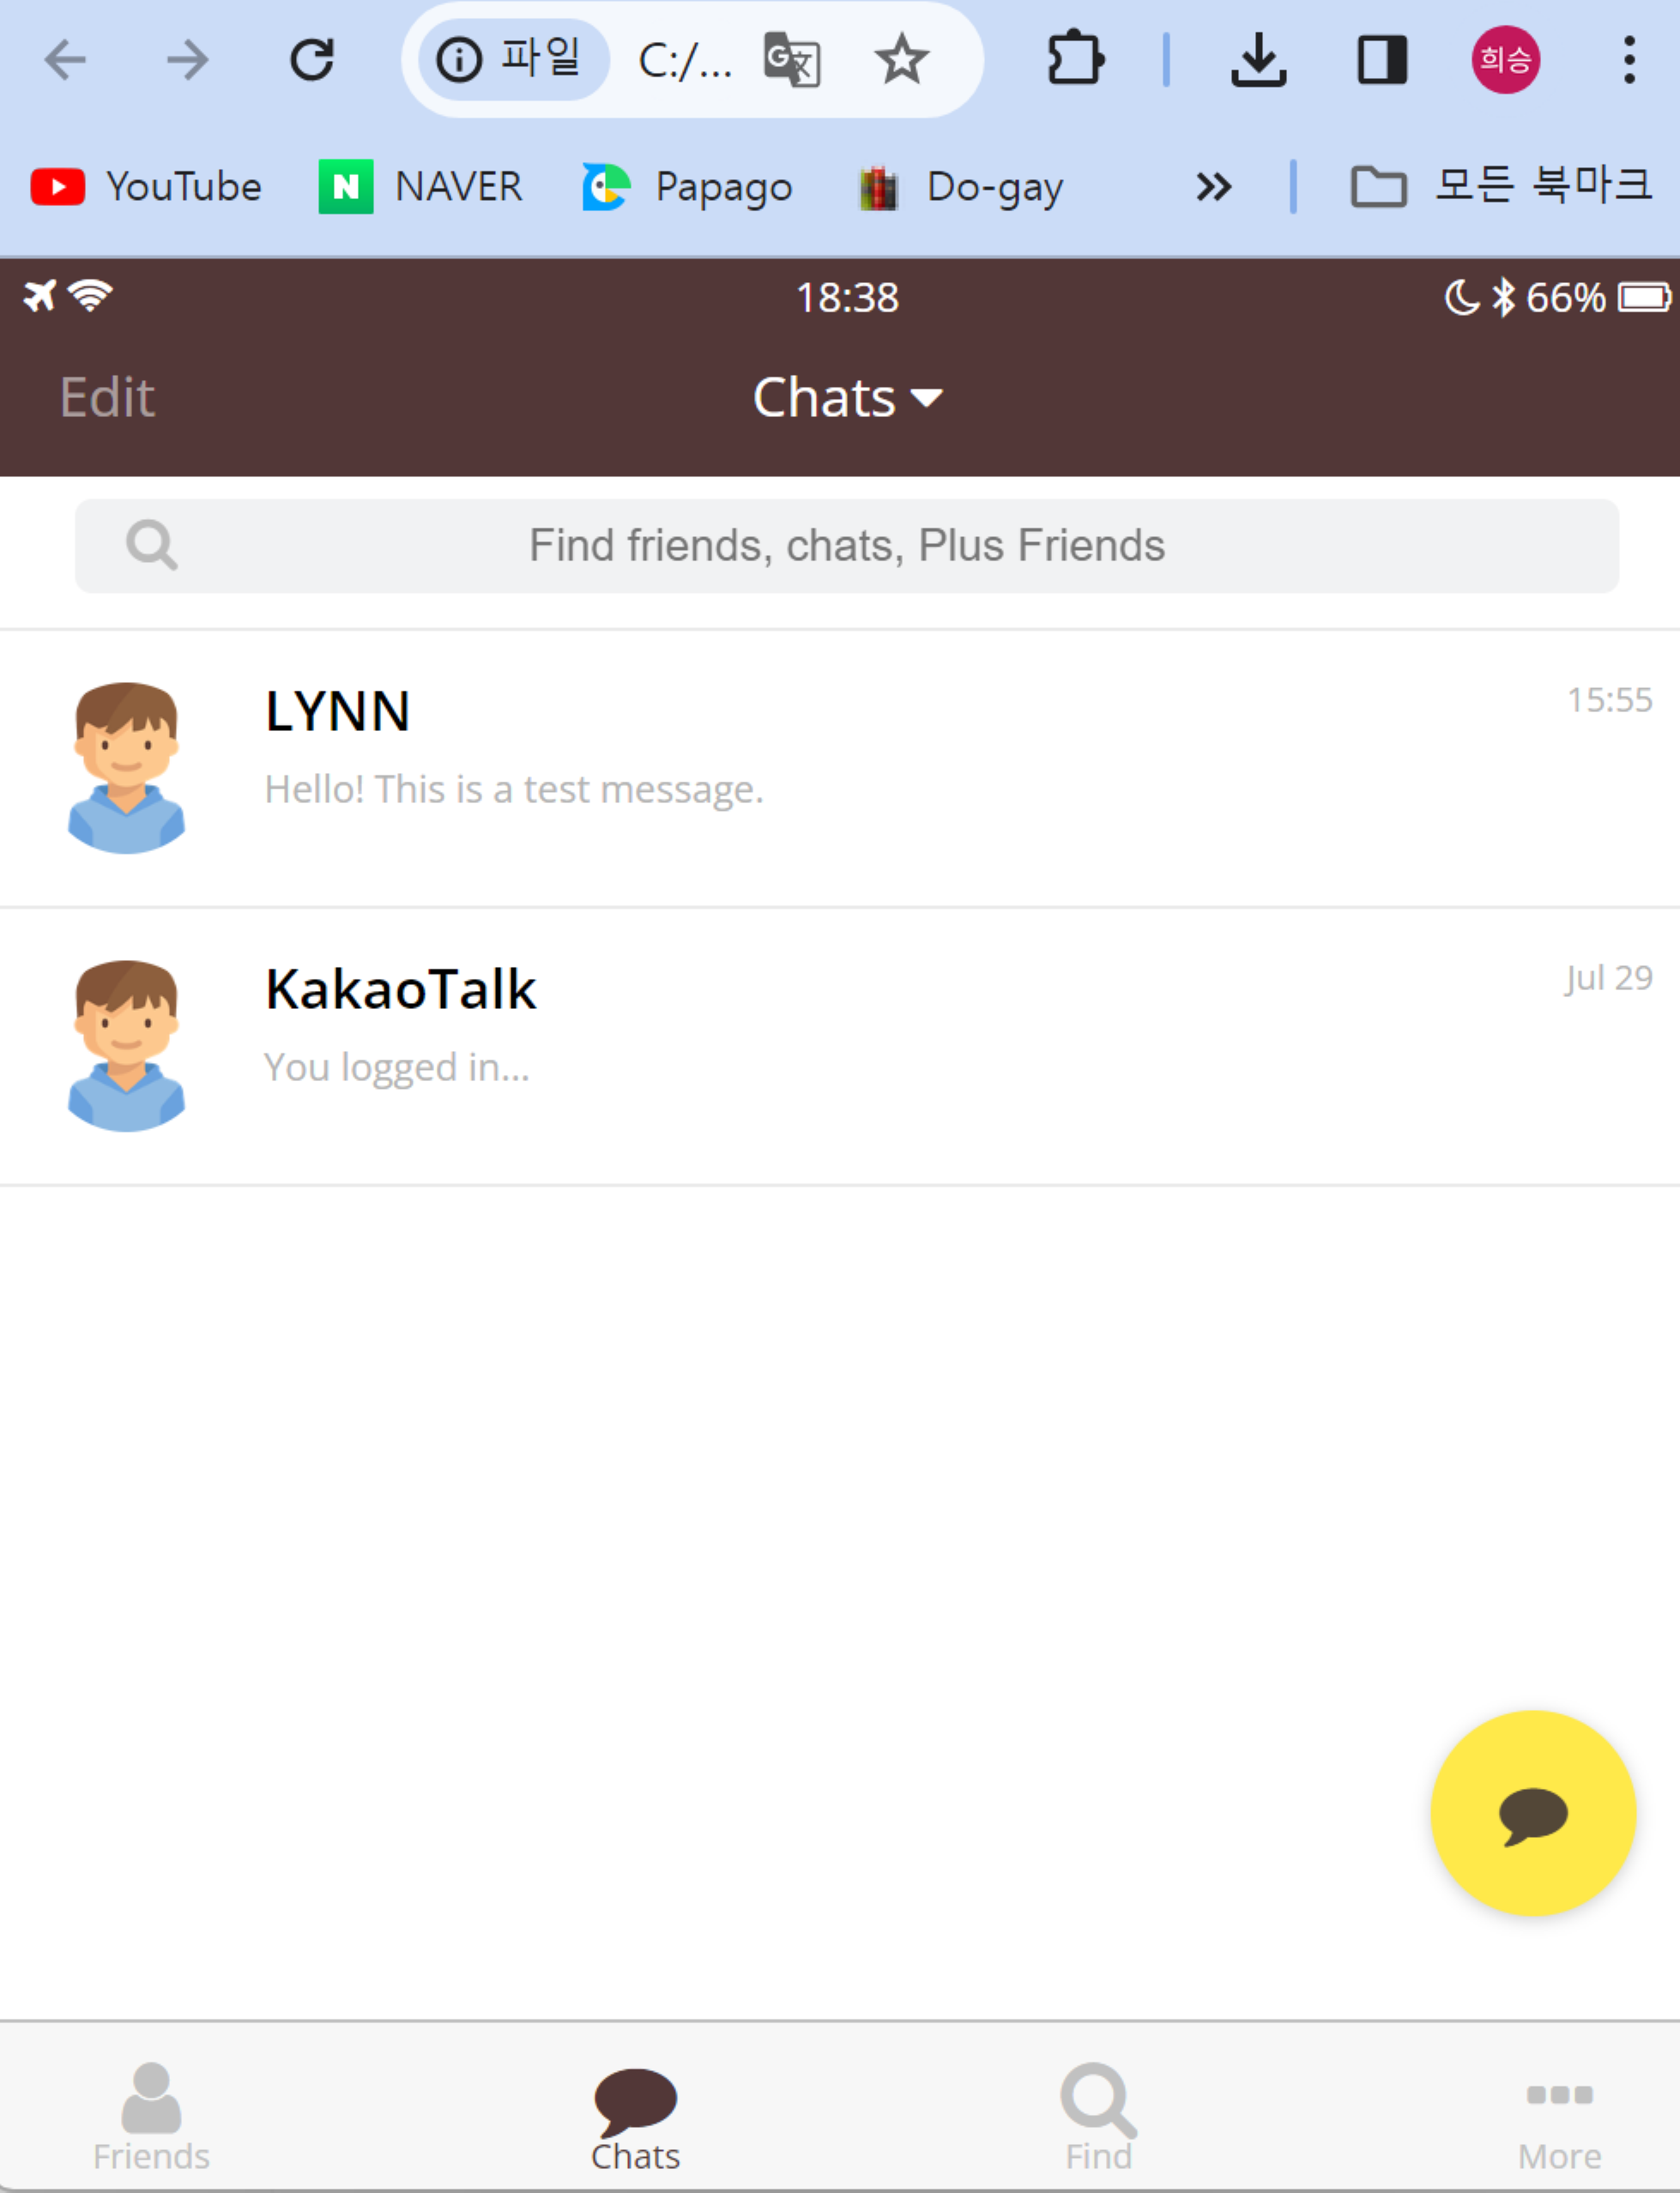 파일 C:/...
희승
YouTube NAVER Papago Do-gay » 모든 북마크
18:38 66%
Edit Chats
Find friends, chats, Plus Friends
LYNN 15:55
Hello! This is a test message.
KakaoTalk Jul 29
You logged in...
Friends Chats Find More